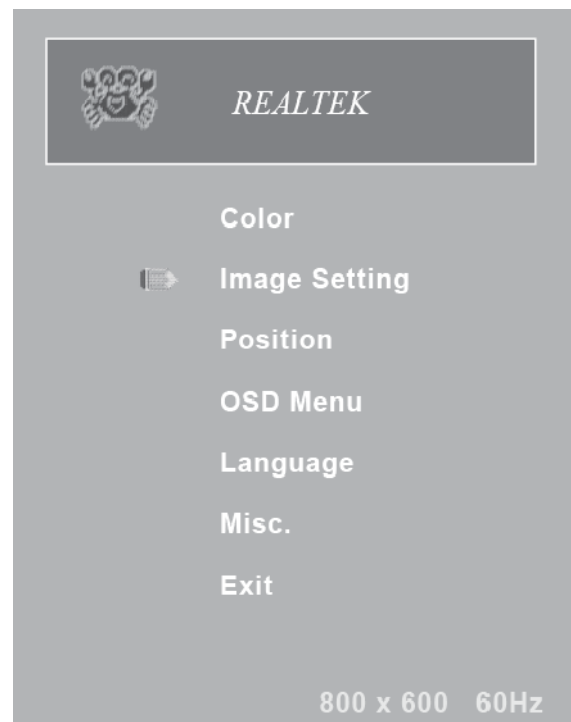 REALTEK
Color
Image Setting
Position
OSD Menu
Language
Misc.
Exit
800 x 600 60Hz